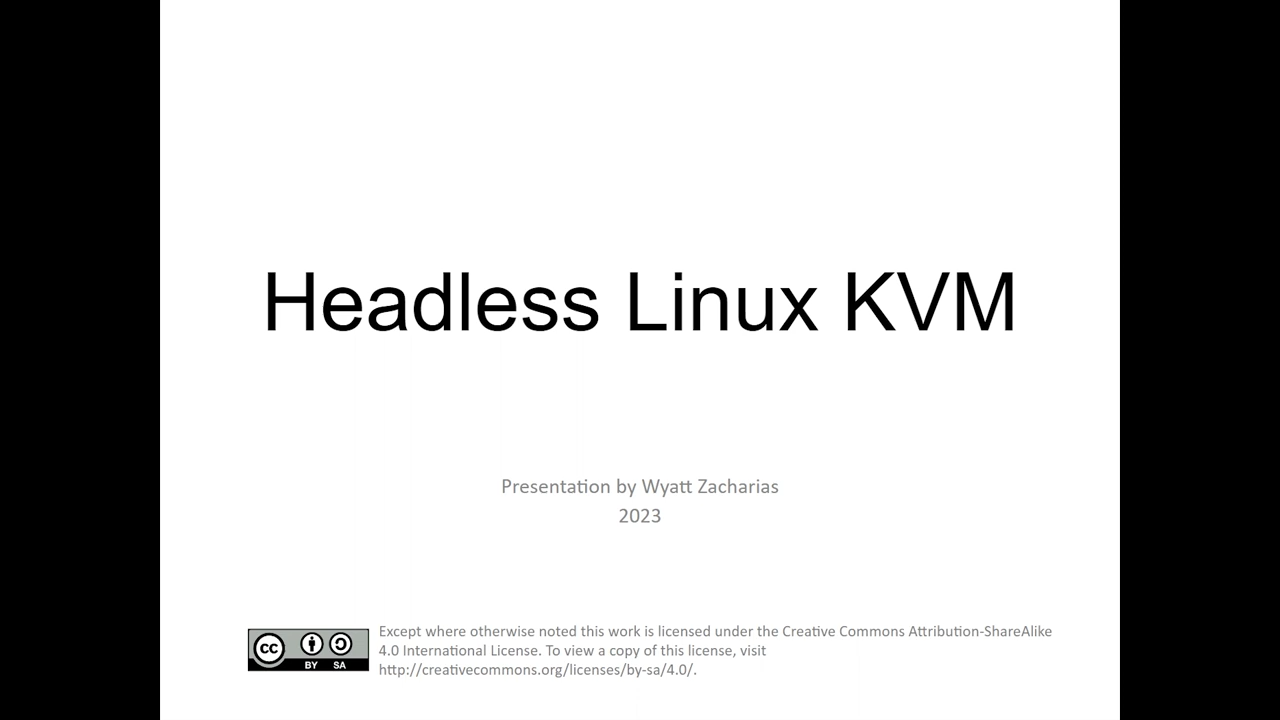 Headless Linux KVM
Presentation by Wyatt Zacharias
2023
Except where otherwise noted this work is licensed under the Creative Commons Attribution-ShareAlike
4.0 International License. To view a copy of this license, visit
http://creativecommons.org/licenses/by-sa/4.0/.
cc
BY SA